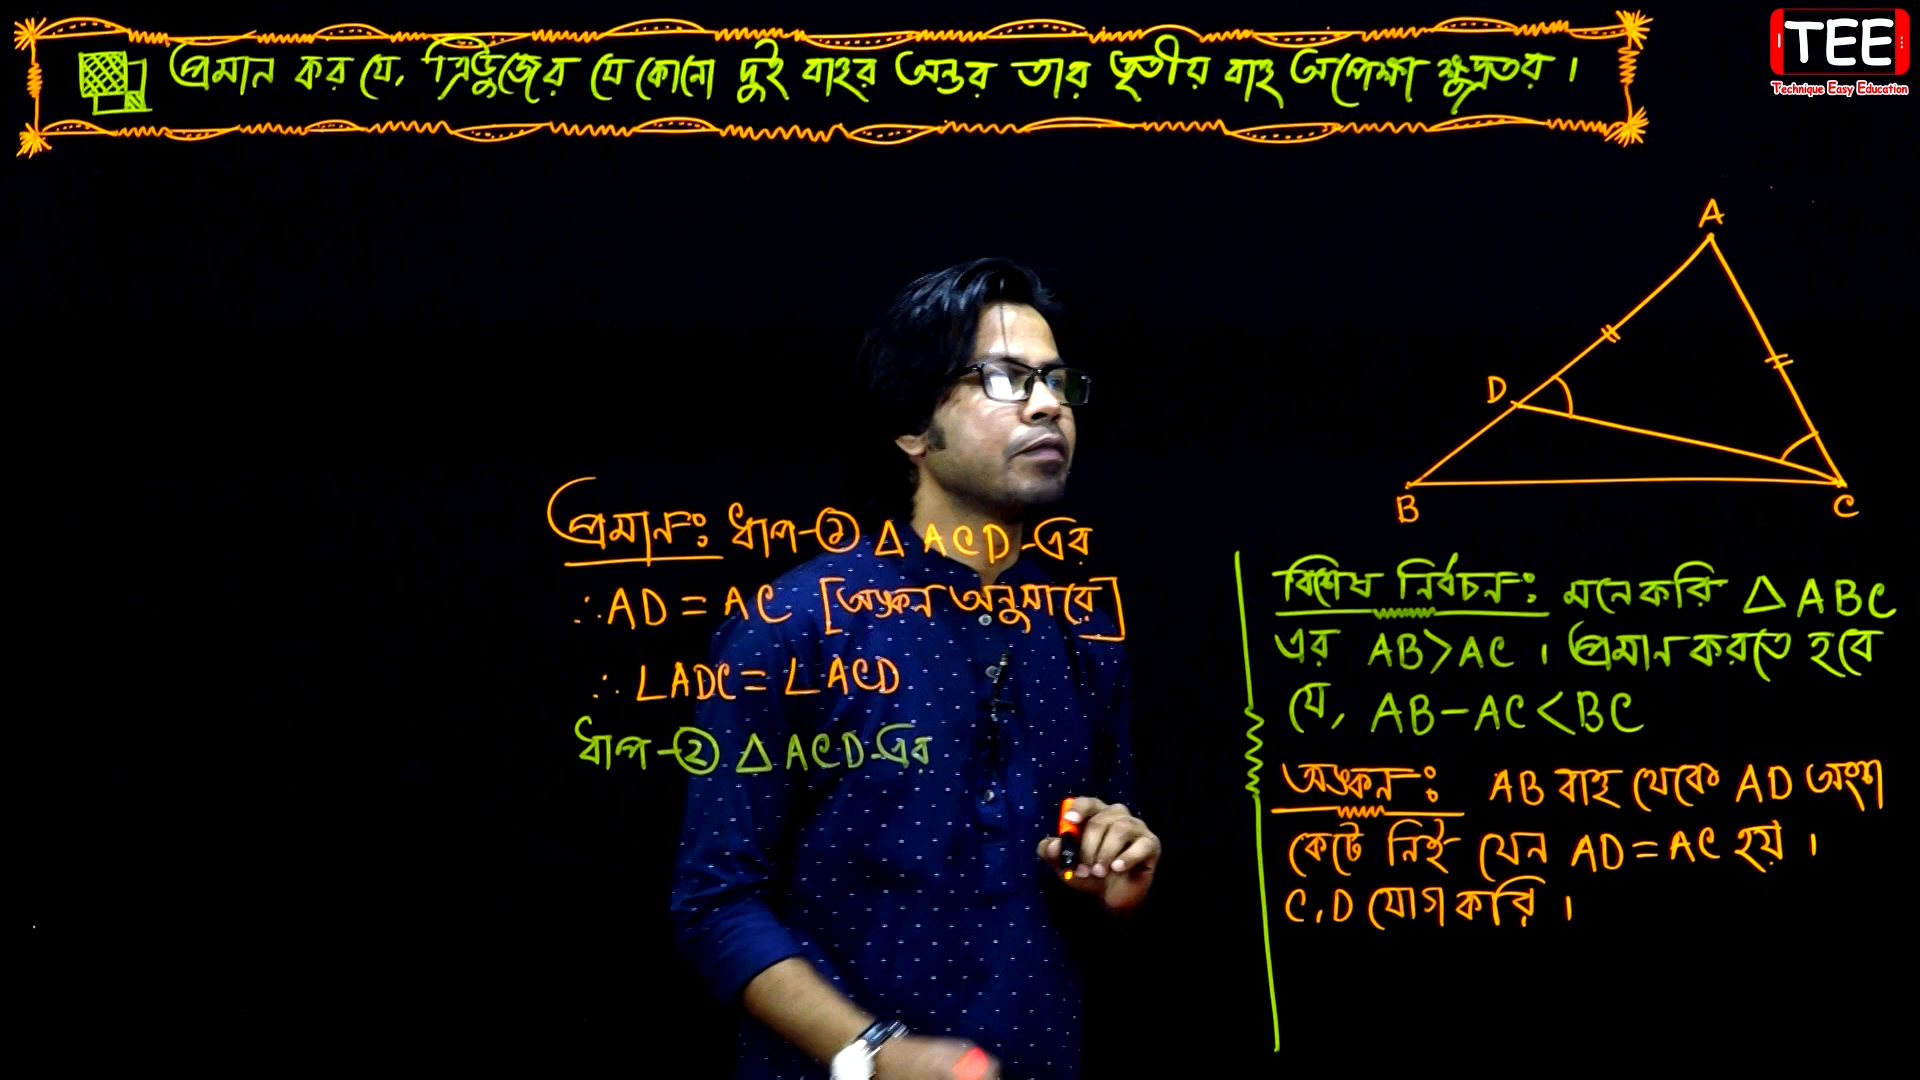 প্রমান কর যে, ত্রিভুজের যে কোনো দুই বাহুর অন্তর তার তৃতীয় বাহু অপেক্ষা ক্ষুদ্রতর ।
TEE
Technique Easy Education
A
D
B
C
প্রমান: ধাপ-① △ ACD-এর
∴ AD = AC [অঙ্কন অনুসারে]
∴ ∠ADC = ∠ACD
ধাপ-② △ ACD-এর
বিশেষ নির্বচন: মনেকরি △ ABC
এর AB>AC । প্রমান করতে হবে
যে, AB-AC<BC
অঙ্কন: AB বাহু থেকে AD অংশ
কেটে নিই যেন AD=AC হয় ।
C,D যোগ করি ।